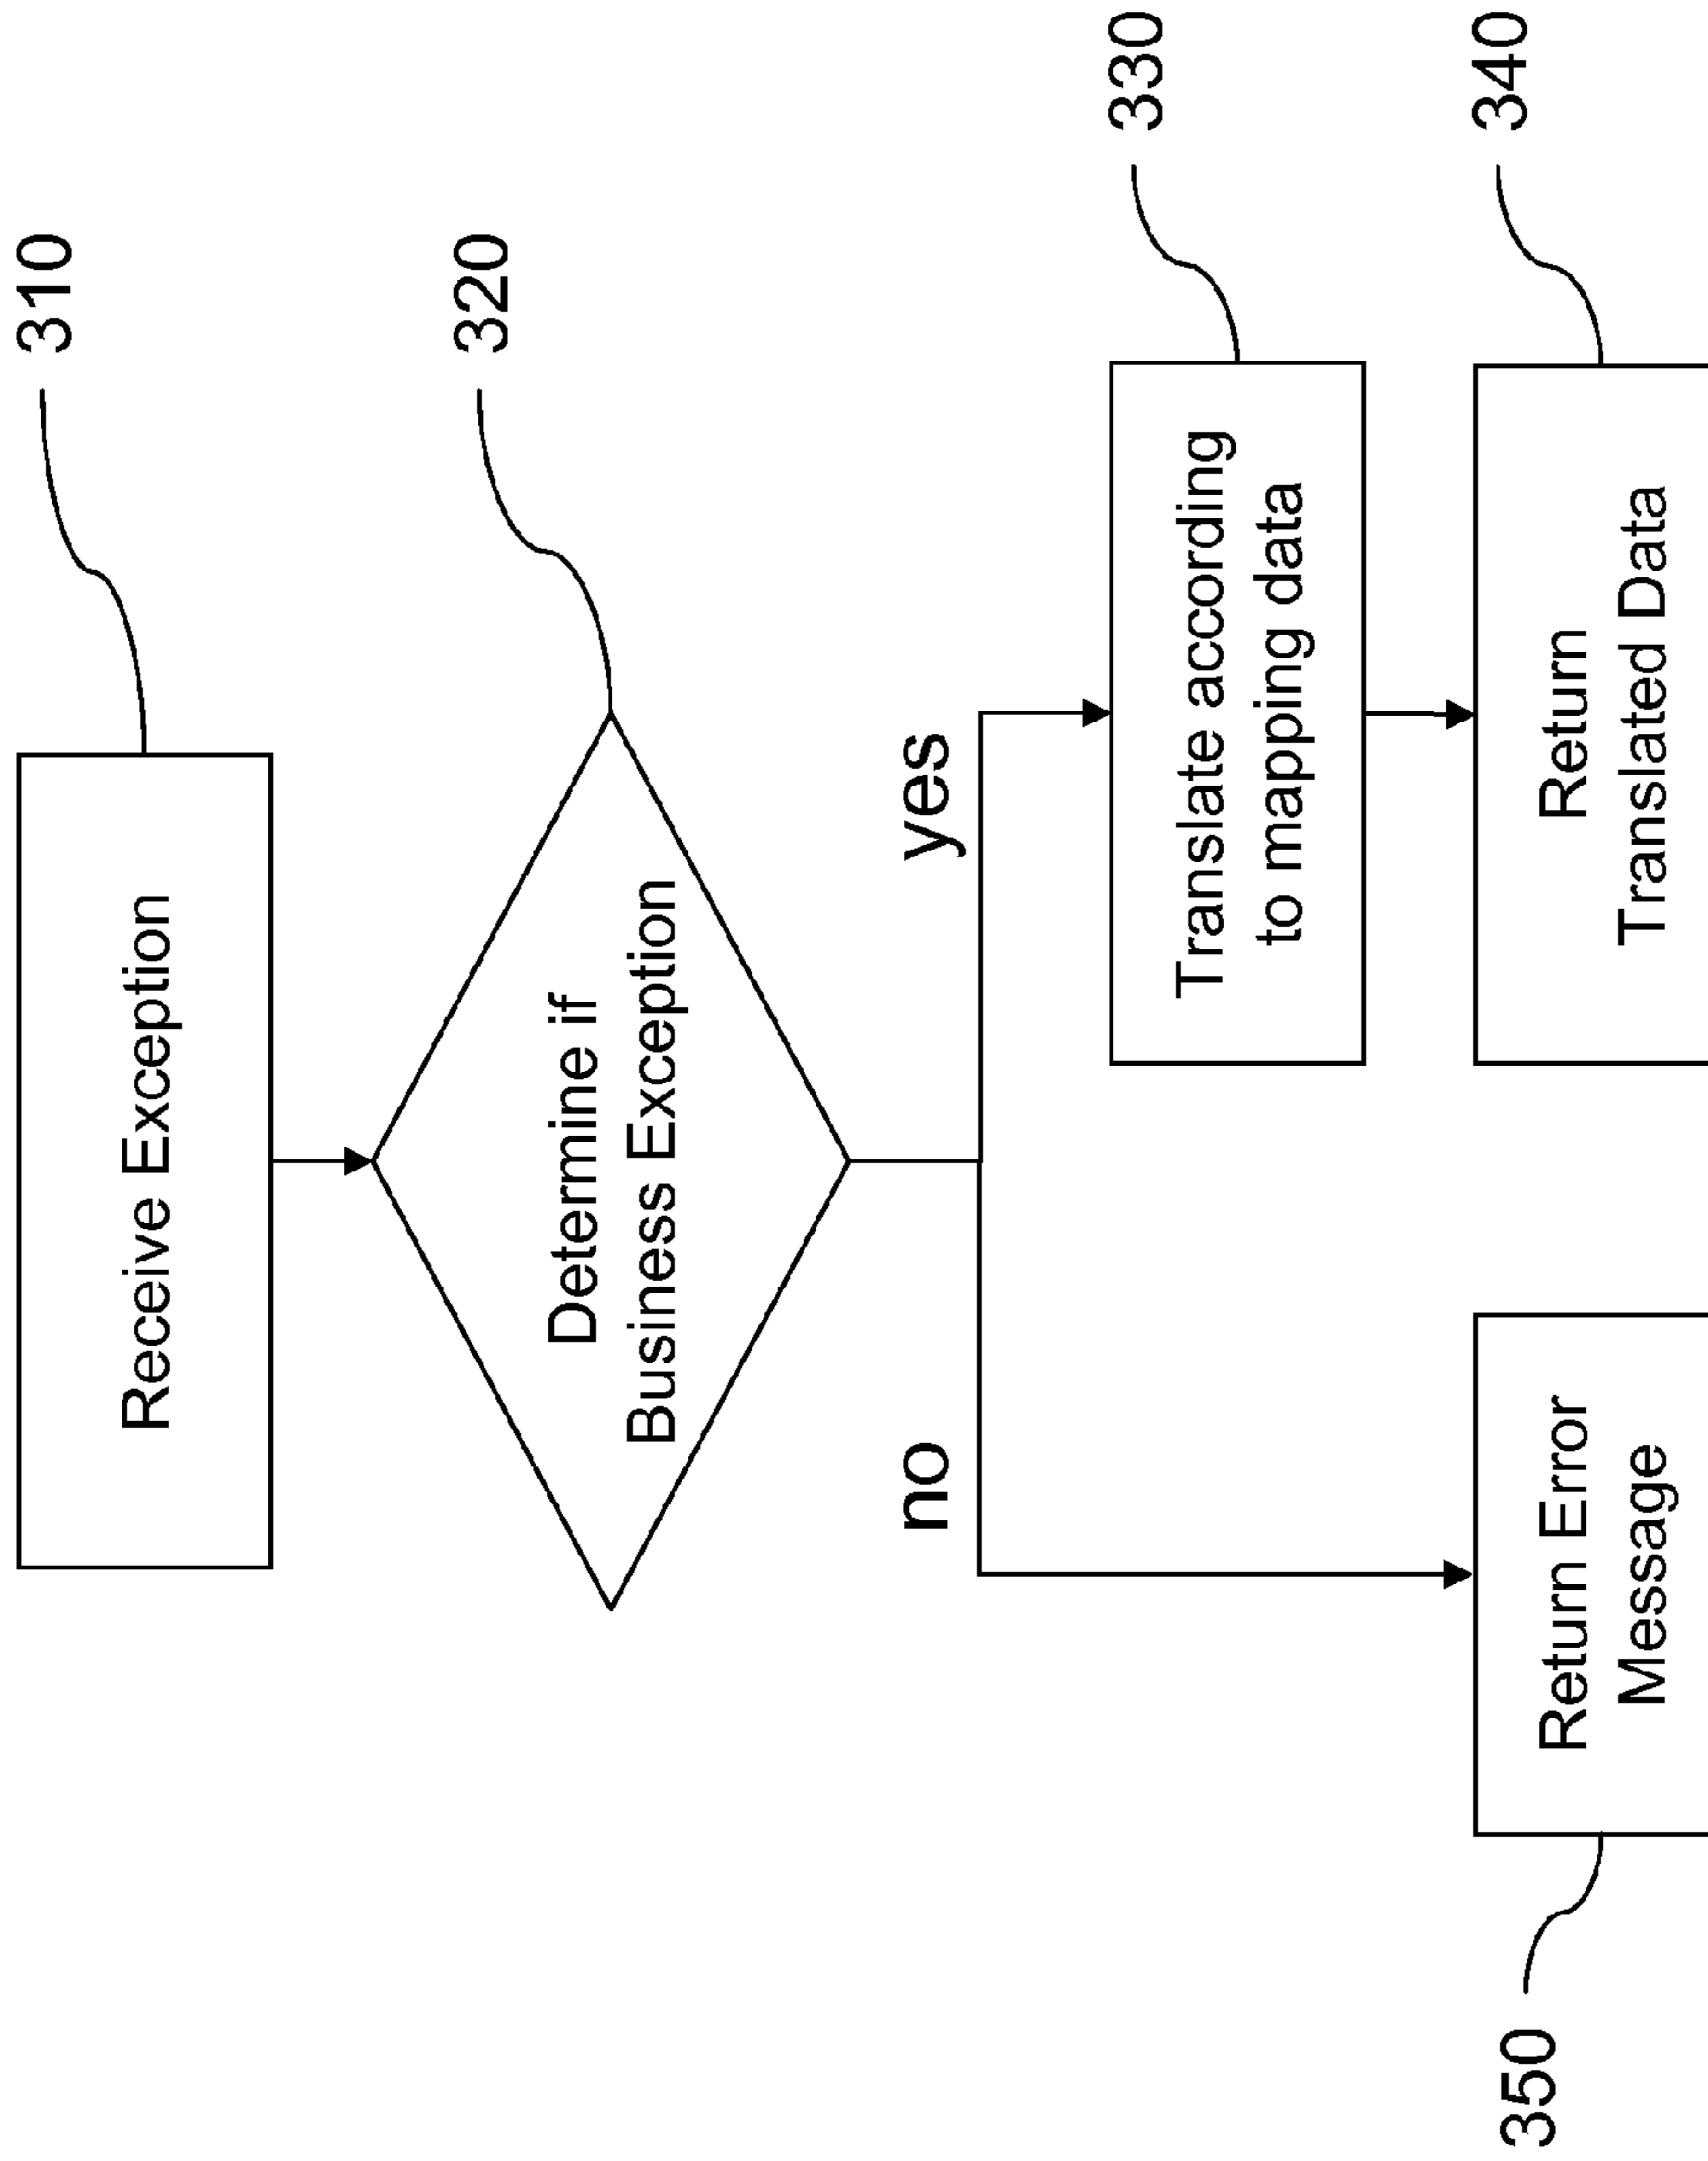 310
Receive Exception
320
Determine if
Business Exception
no
yes
330
Translate according
to mapping data
340
Return
Translated Data
350
Return Error
Message